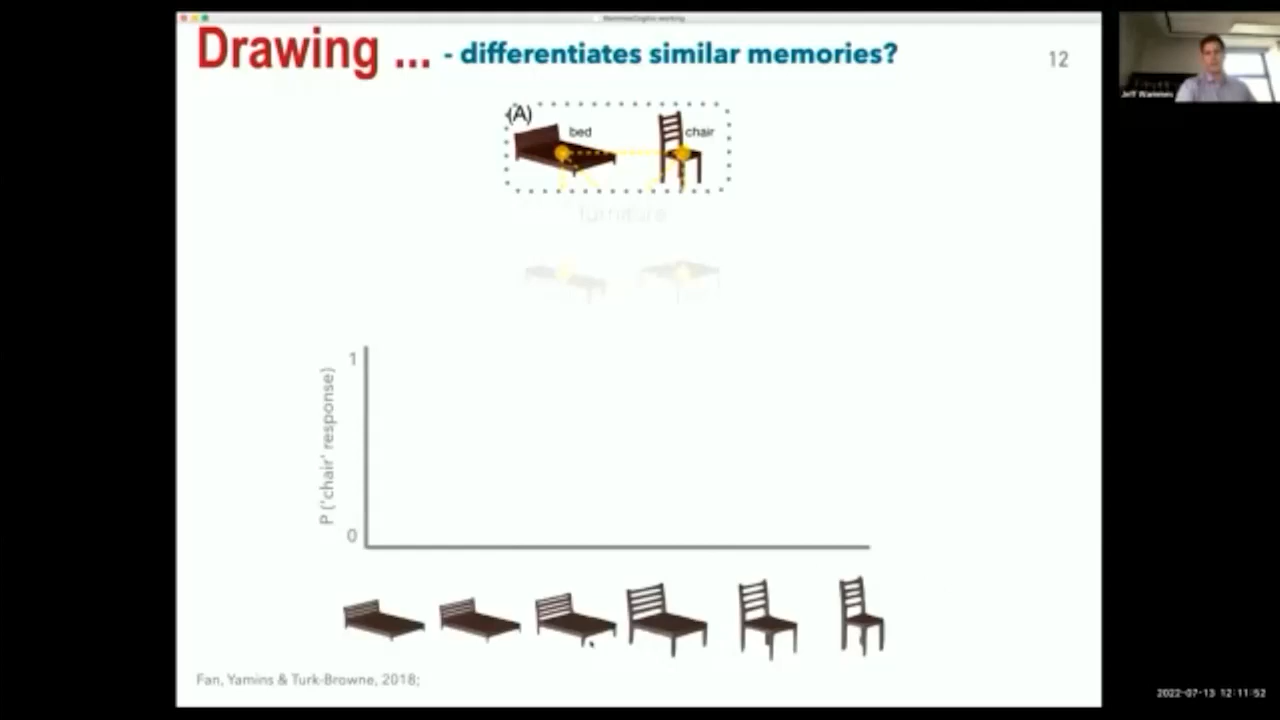 Drawing ... - differentiates similar memories?
12
Jeff Wammes
(A)
bed
chair
furniture
P ('chair' response)
1
0
Fan, Yamins & Turk-Browne, 2018;
2022-07-13 12:11:52